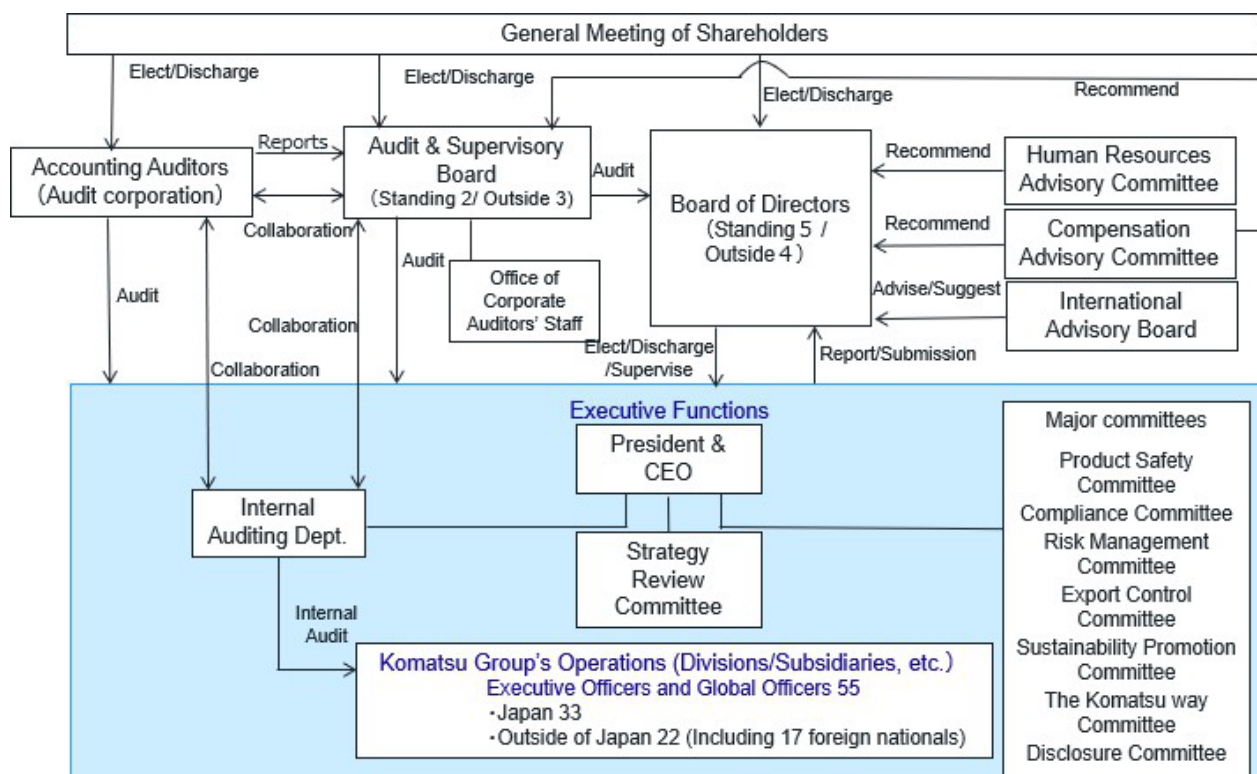 General Meeting of Shareholders
Elect/Discharge
Elect/Discharge
Elect/Discharge
Recommend
Accounting Auditors
（Audit corporation）
Reports
Collaboration
Audit & Supervisory
Board
(Standing 2/ Outside 3)
Audit
Board of Directors
（Standing 5 /
Outside 4 ）
Recommend
Human Resources
Advisory Committee
Recommend
Compensation
Advisory Committee
Advise/Suggest
International
Advisory Board
Audit
Audit
Office of
Corporate
Auditors’ Staff
Collaboration
Collaboration
Elect/Discharge
/Supervise
Report/Submission
Executive Functions
President &
CEO
Internal
Auditing Dept.
Strategy
Review
Committee
Internal
Audit
Komatsu Group’s Operations (Divisions/Subsidiaries, etc.）
Executive Officers and Global Officers 55
・Japan 33
・Outside of Japan 22 (Including 17 foreign nationals)
Major committees
Product Safety
Committee
Compliance Committee
Risk Management
Committee
Export Control
Committee
Sustainability Promotion
Committee
The Komatsu way
Committee
Disclosure Committee